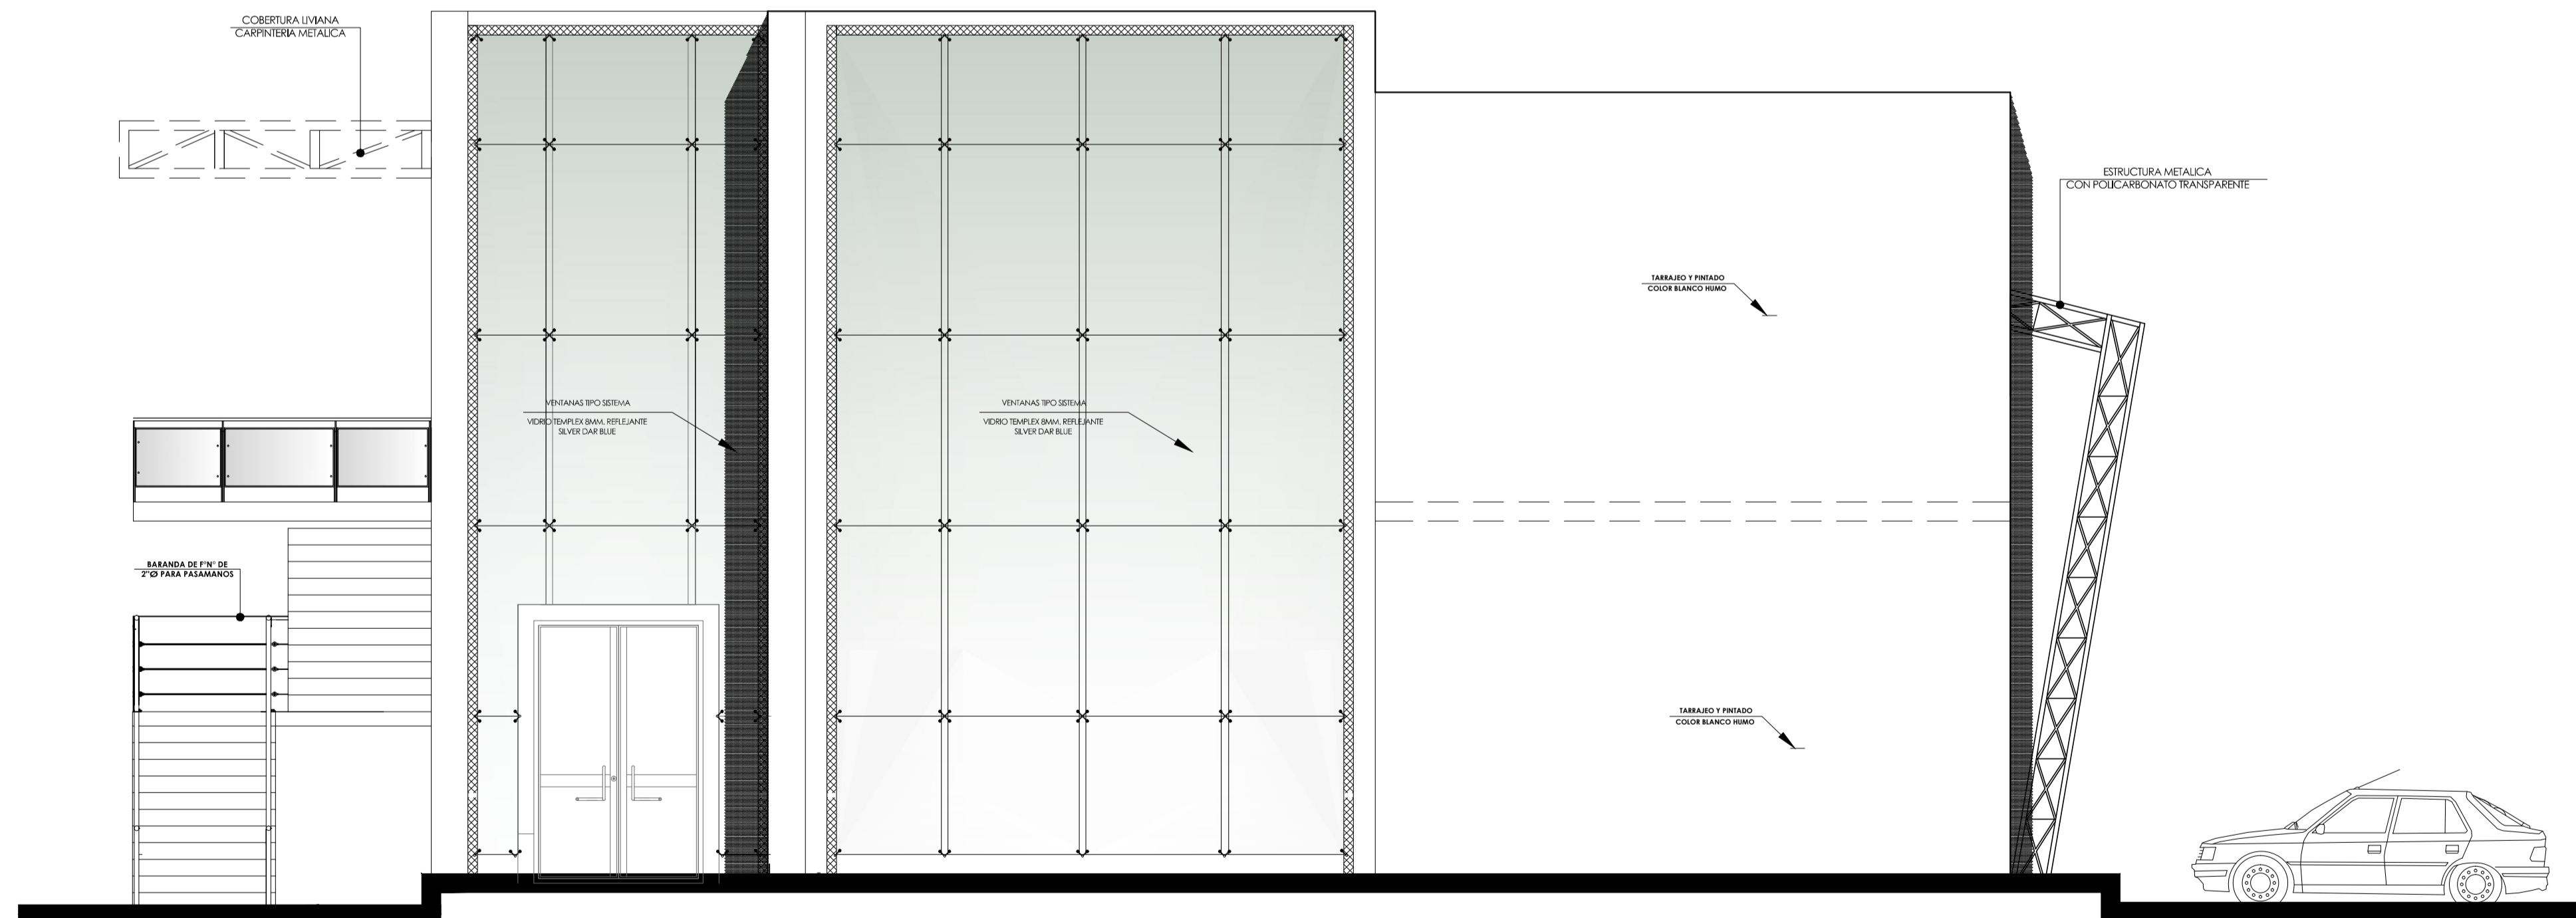 COBERTURA LIVIANA
CARPINTERIA METALICA
ESTRUCTURA METALICA
CON POLICARBONATO TRANSPARENTE
TARRAJEO Y PINTADO
COLOR BLANCO HUMO
VENTANAS TIPO SISTEMA
VIDRIO TEMPLEX 8MM, REFLEJANTE
SILVER DAR BLUE
VENTANAS TIPO SISTEMA
VIDRIO TEMPLEX 8MM, REFLEJANTE
SILVER DAR BLUE
BARANDA DE FºNº DE
2"Ø PARA PASAMANOS
TARRAJEO Y PINTADO
COLOR BLANCO HUMO